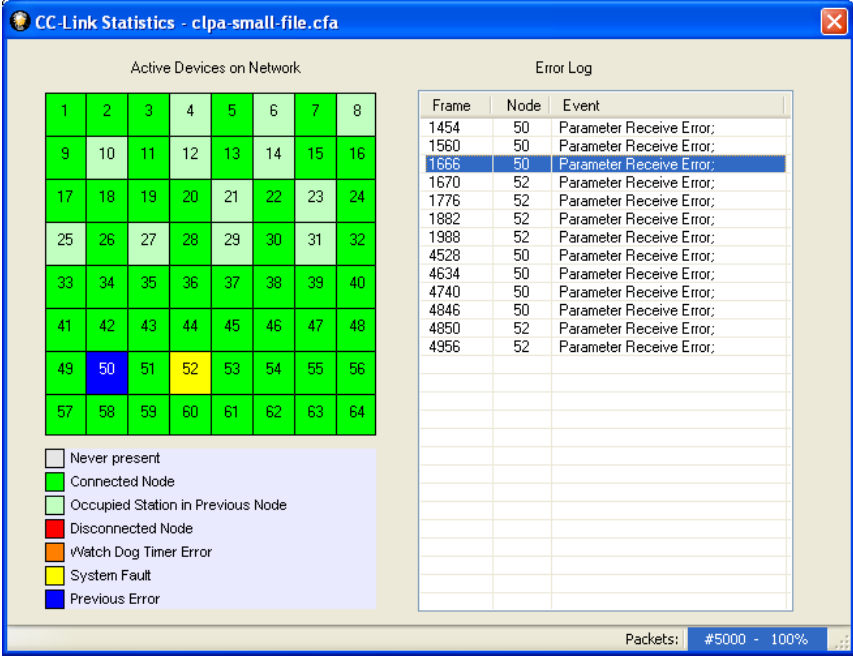 CC-Link Statistics - clpa-small-file.cfa
Active Devices on Network
1 2 3 4 5 6 7 8
9 10 11 12 13 14 15 16
17 18 19 20 21 22 23 24
25 26 27 28 29 30 31 32
33 34 35 36 37 38 39 40
41 42 43 44 45 46 47 48
49 50 51 52 53 54 55 56
57 58 59 60 61 62 63 64
Never present
Connected Node
Occupied Station in Previous Node
Disconnected Node
Watch Dog Timer Error
System Fault
Previous Error
Error Log
Frame Node Event
1454 50 Parameter Receive Error;
1560 50 Parameter Receive Error;
1666 50 Parameter Receive Error;
1670 52 Parameter Receive Error;
1776 52 Parameter Receive Error;
1882 52 Parameter Receive Error;
1988 52 Parameter Receive Error;
4528 50 Parameter Receive Error;
4634 50 Parameter Receive Error;
4740 50 Parameter Receive Error;
4846 50 Parameter Receive Error;
4850 52 Parameter Receive Error;
4956 52 Parameter Receive Error;
Packets: #5000 - 100%